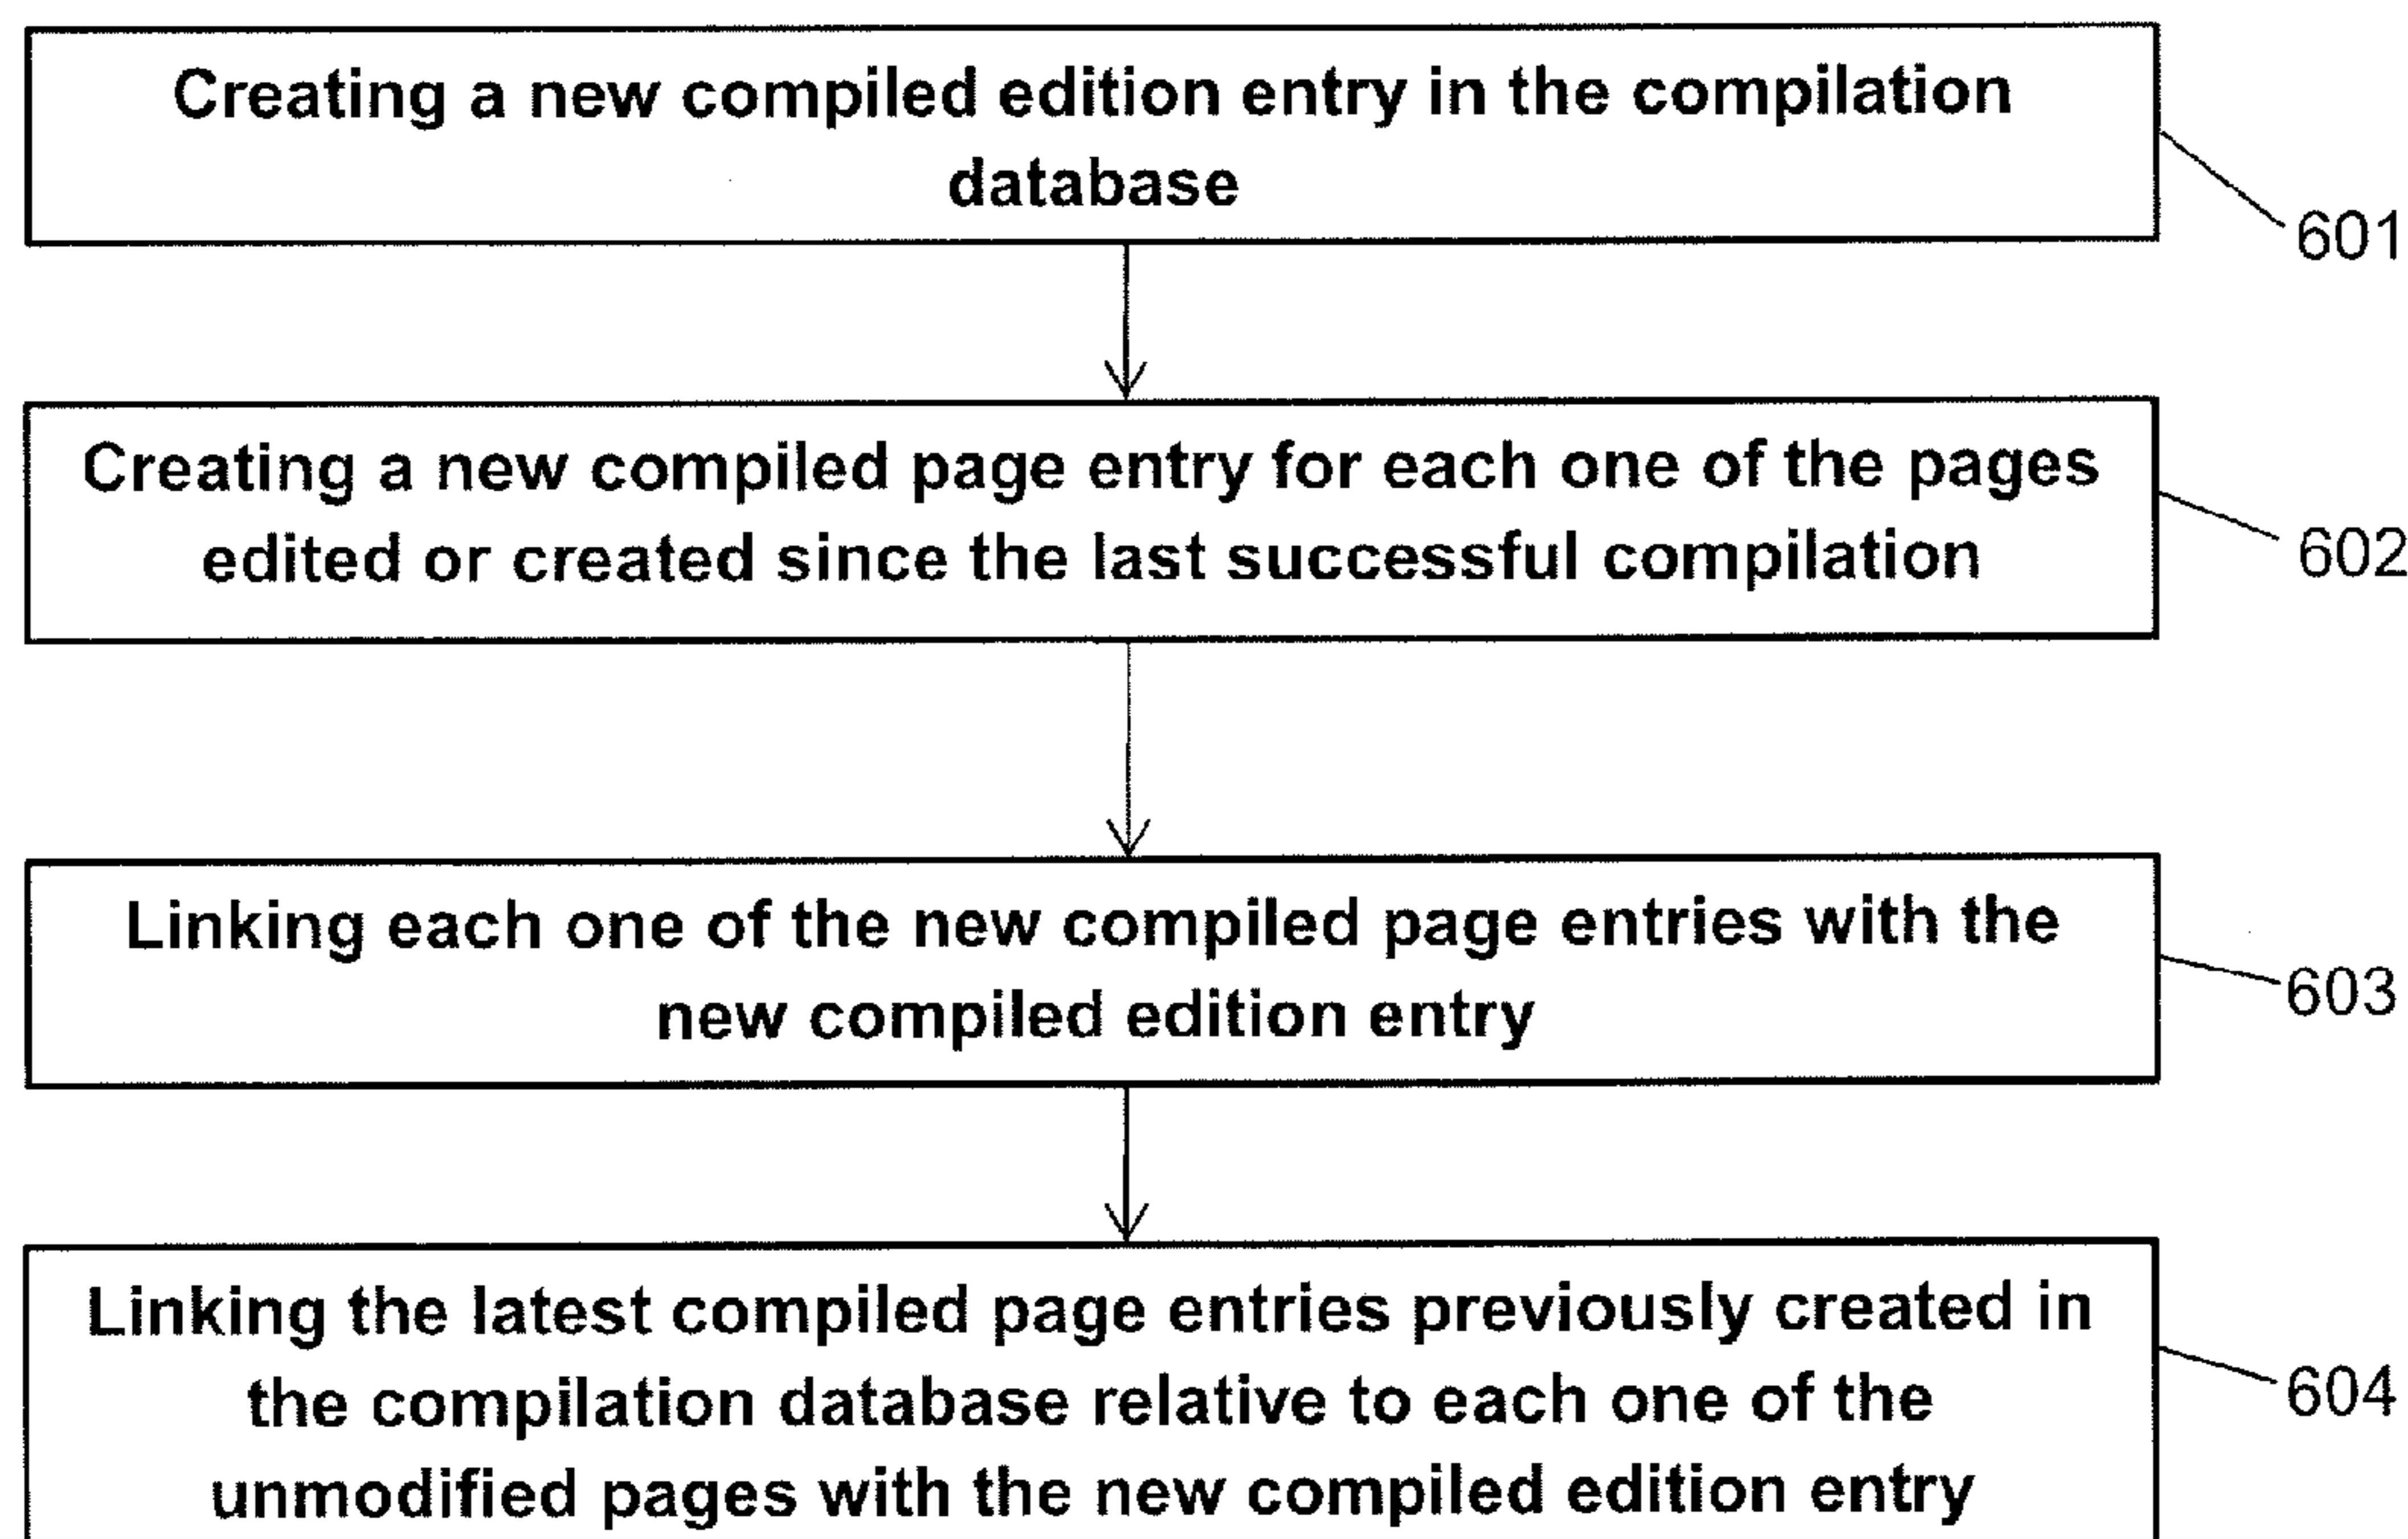 Creating a new compiled edition entry in the compilation
database
601
Creating a new compiled page entry for each one of the pages
edited or created since the last successful compilation
602
Linking each one of the new compiled page entries with the
new compiled edition entry
603
Linking the latest compiled page entries previously created in
the compilation database relative to each one of the
unmodified pages with the new compiled edition entry
604